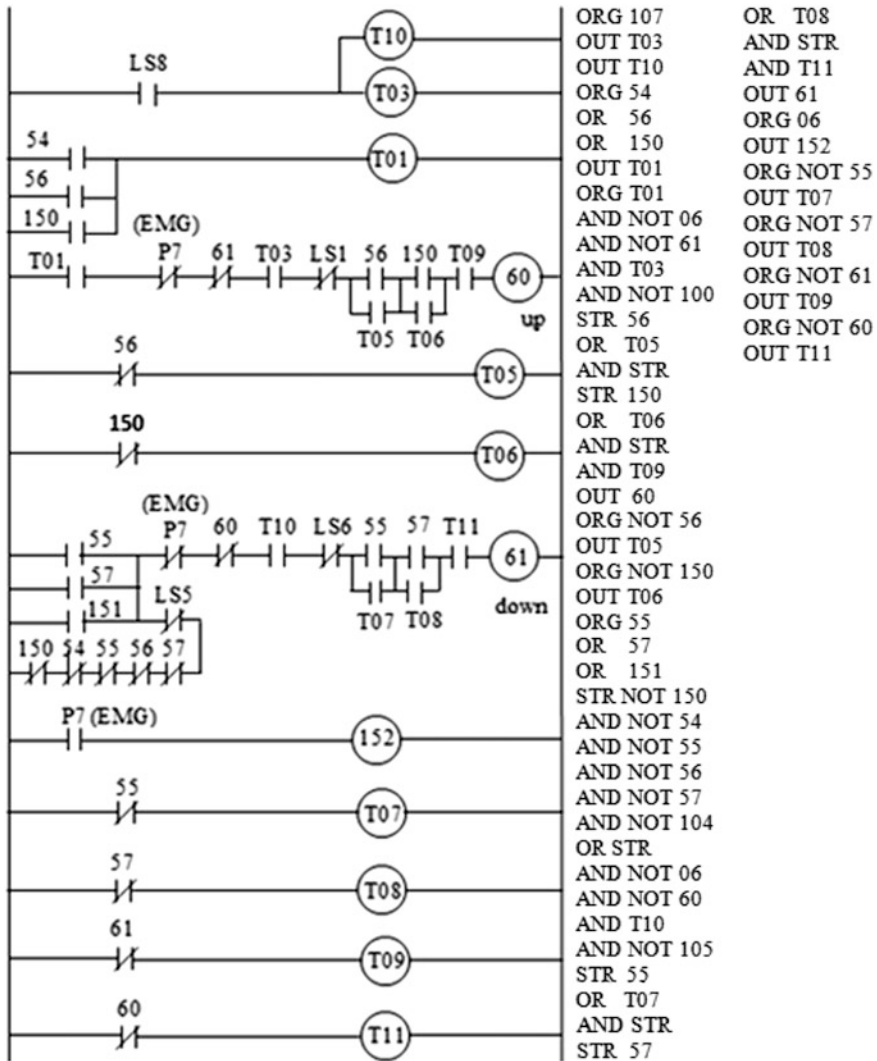 T10
LS8
T03
54
T01
56
150
(EMG)
T01 P7 61 T03 LS1 56 150 T09
60
T05 T06
up
56
T05
150
T06
(EMG)
55 P7 60 T10 LS6 55 57 T11
61
57
LS5
151
T07 T08
down
150 54 55 56 57
P7 (EMG)
152
55
T07
57
T08
61
T09
60
T11
ORG 107
OUT T03
OUT T10
ORG 54
OR 56
OR 150
OUT T01
ORG T01
AND NOT 06
AND NOT 61
AND T03
AND NOT 100
STR 56
OR T05
AND STR
STR 150
OR T06
AND STR
AND T09
OUT 60
ORG NOT 56
OUT T05
ORG NOT 150
OUT T06
ORG 55
OR 57
OR 151
STR NOT 150
AND NOT 54
AND NOT 55
AND NOT 56
AND NOT 57
AND NOT 104
OR STR
AND NOT 06
AND NOT 60
AND T10
AND NOT 105
STR 55
OR T07
AND STR
STR 57
OR T08
AND STR
AND T11
OUT 61
ORG 06
OUT 152
ORG NOT 55
OUT T07
ORG NOT 57
OUT T08
ORG NOT 61
OUT T09
ORG NOT 60
OUT T11